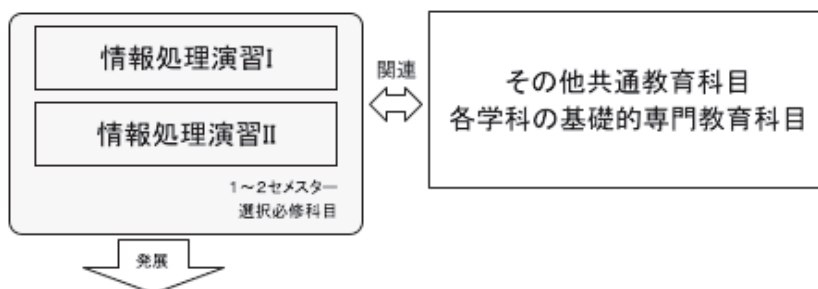 情報処理演習I
情報処理演習II
1～2セメスター
選択必修科目
関連
その他共通教育科目
各学科の基礎的専門教育科目
発展